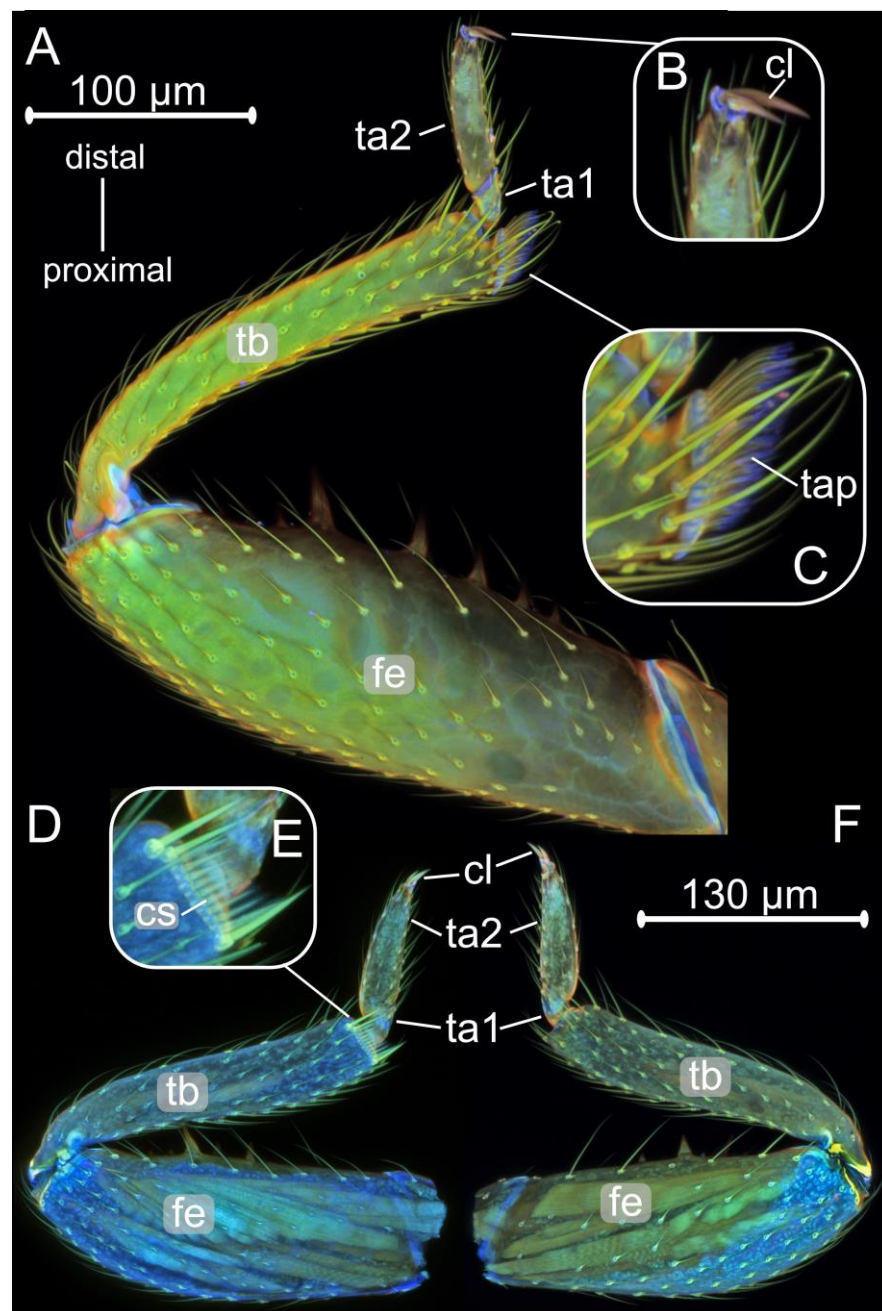 A
100 µm
distal
proximal
ta2
ta1
B
cl
tb
tap
C
fe
D
E
cs
F
cl
130 µm
ta2
ta1
tb
tb
fe
fe